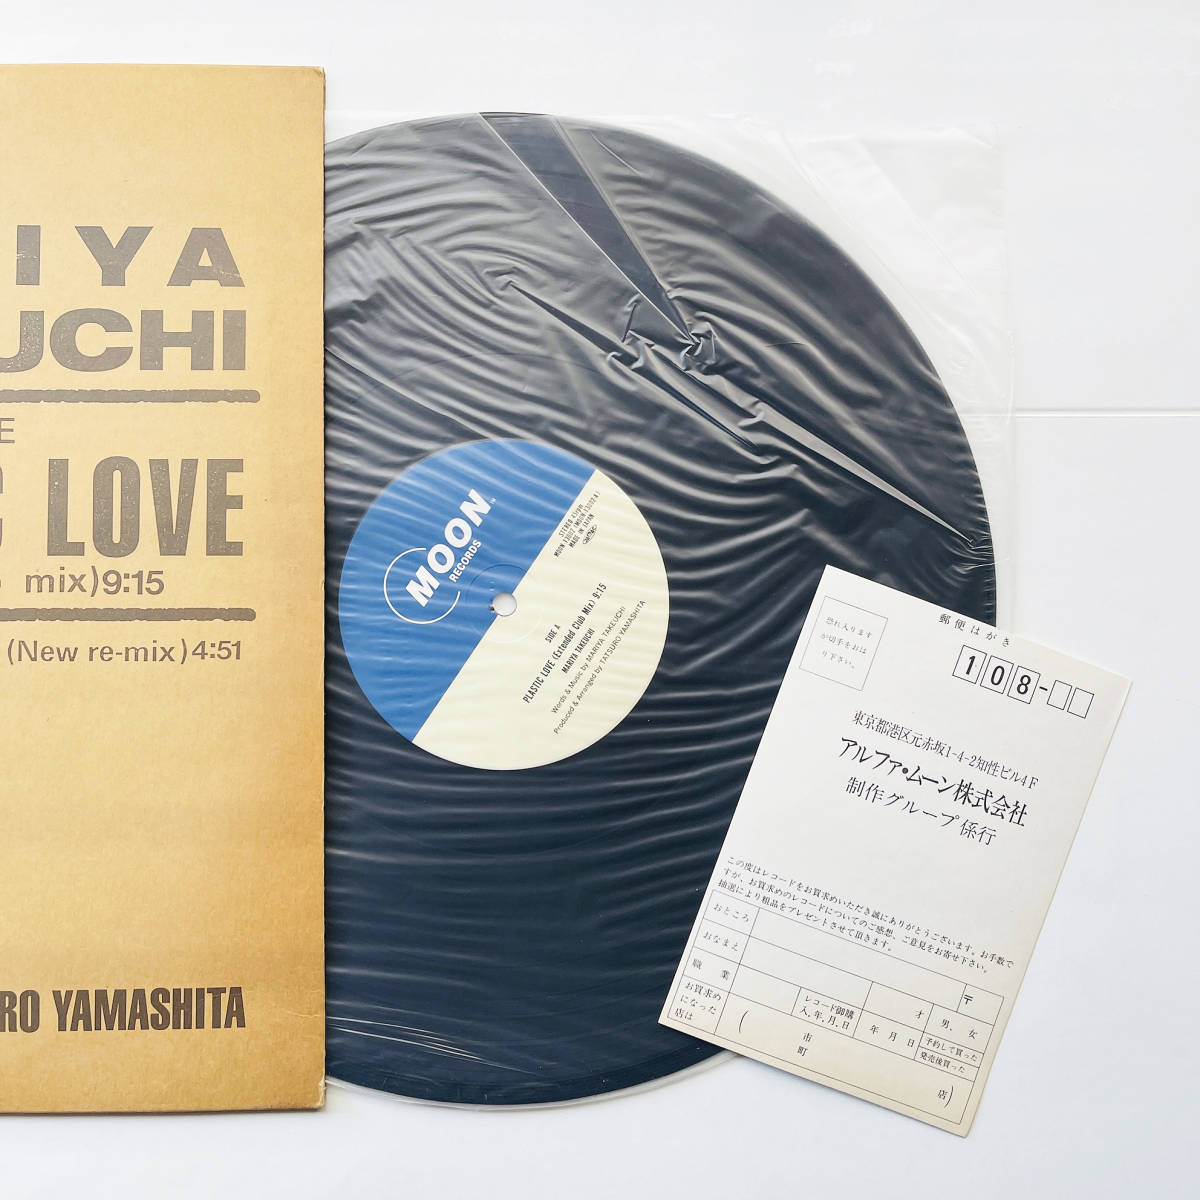 IYA
UCHI
E
C LOVE
mix)9:15
(New re-mix)4:51
RO YAMASHITA
MOON
RECORDS
STEREO 45rpm
MOON-13017 (MOON 13002A)
MADE IN JAPAN
SIDE A
PLASTIC LOVE (Extended Club Mix) 9:15
MARIYA TAKEUCHI
Words & Music by MARIYA TAKEUCHI
Produced & Arranged by TATSURO YAMASHITA
恐れ入ります
が切手をおは
り下さい。
郵便はがき
108-
東京都港区元赤坂1-4-2知性ビル4F
アルファ・ムーン株式会社
制作グループ係行
この度はレコードをお買求めいただき誠にありがとうございます。お手数で
すが、お買求めのレコードについてのご感想、ご意見をお寄せ下さい。
抽選により粗品をプレゼントさせて頂きます。
おところ
〒
おなまえ
才
男、女
職業
レコード御購
入、年、月、日
年 月 日
予約して買った
発売後買った
お買求め
になった
店は
(
市
町
店)